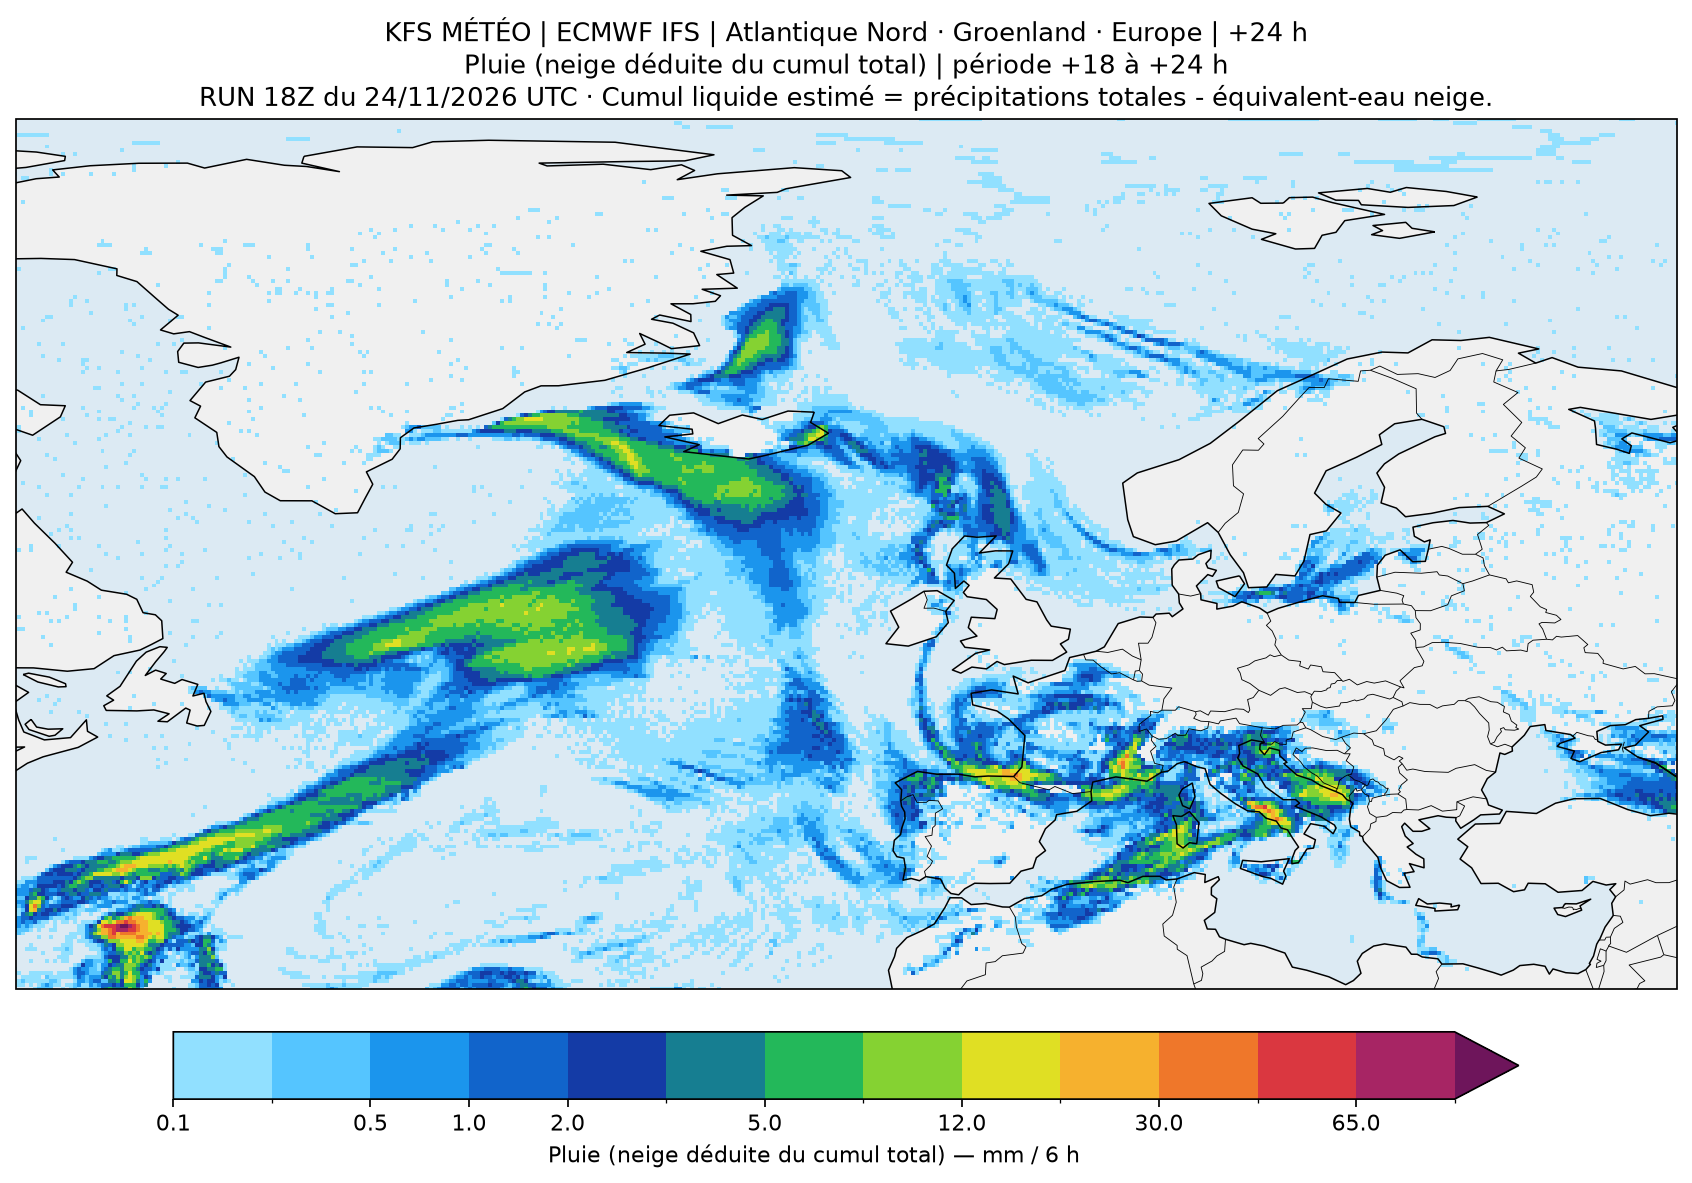 KFS MÉTÉO | ECMWF IFS | Atlantique Nord · Groenland · Europe | +24 h
Pluie (neige déduite du cumul total) | période +18 à +24 h
RUN 18Z du 24/11/2026 UTC · Cumul liquide estimé = précipitations totales - équivalent-eau neige.
0.1 0.5 1.0 2.0 5.0 12.0 30.0 65.0
Pluie (neige déduite du cumul total) — mm / 6 h